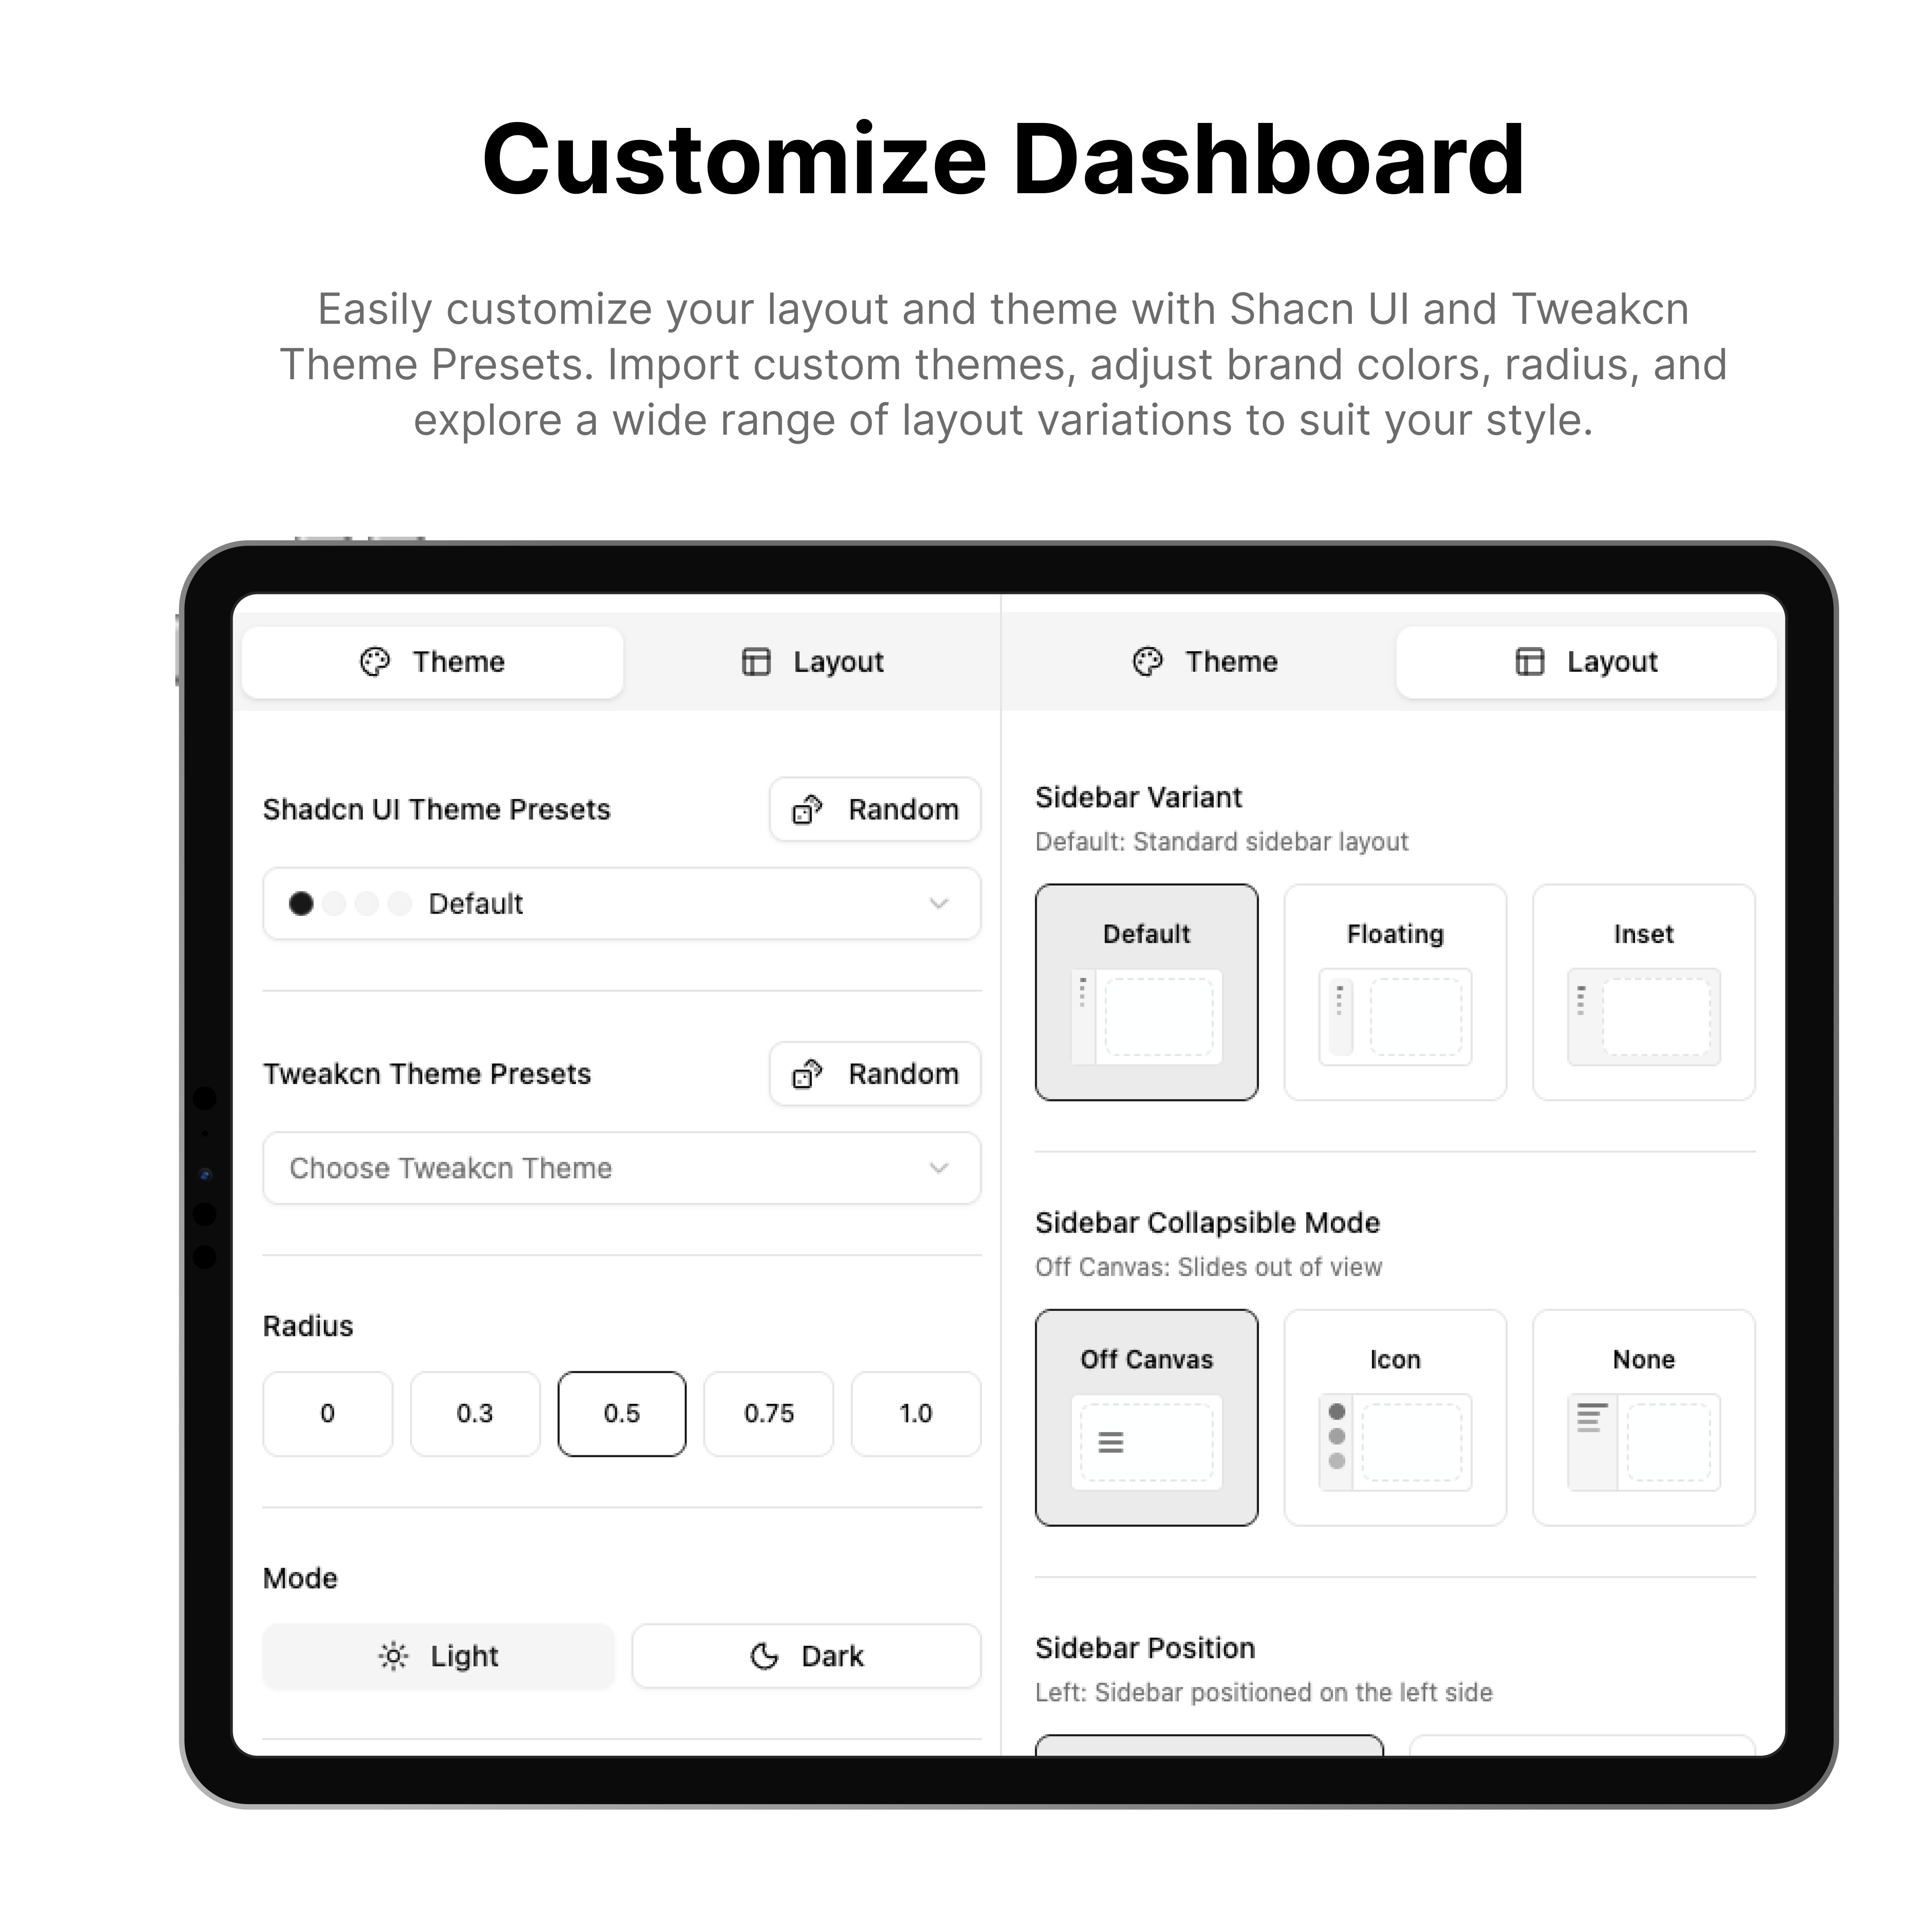 Customize Dashboard
Easily customize your layout and theme with Shacn UI and Tweakcn
Theme Presets. Import custom themes, adjust brand colors, radius, and
explore a wide range of layout variations to suit your style.
Theme
Layout
Shadcn UI Theme Presets
Random
Default
Tweakcn Theme Presets
Random
Choose Tweakcn Theme
Radius
0
0.3
0.5
0.75
1.0
Mode
Light
Dark
Theme
Layout
Sidebar Variant
Default: Standard sidebar layout
Default
Floating
Inset
Sidebar Collapsible Mode
Off Canvas: Slides out of view
Off Canvas
Icon
None
Sidebar Position
Left: Sidebar positioned on the left side